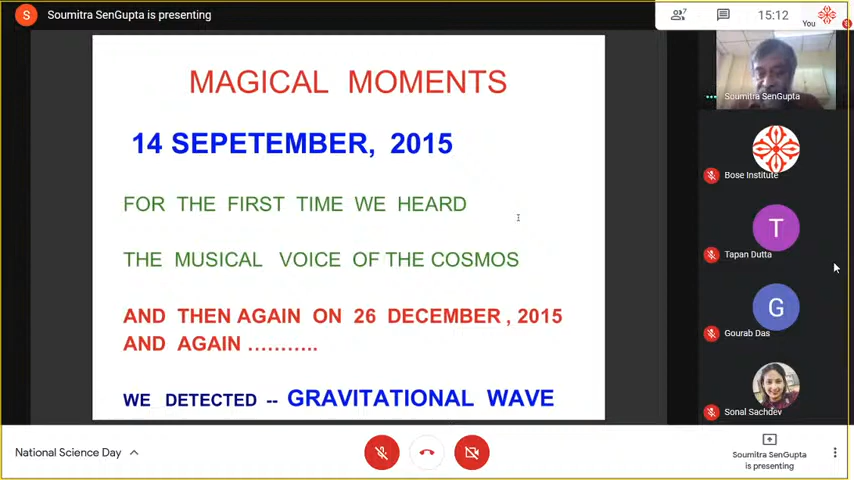 S Soumitra SenGupta is presenting
7
15:12
You
MAGICAL MOMENTS
14 SEPETEMBER, 2015
FOR THE FIRST TIME WE HEARD
THE MUSICAL VOICE OF THE COSMOS
AND THEN AGAIN ON 26 DECEMBER , 2015
AND AGAIN ...........
WE DETECTED -- GRAVITATIONAL WAVE
Soumitra SenGupta
Bose Institute
T
Tapan Dutta
G
Gourab Das
Sonal Sachdev
National Science Day
Soumitra SenGupta
is presenting